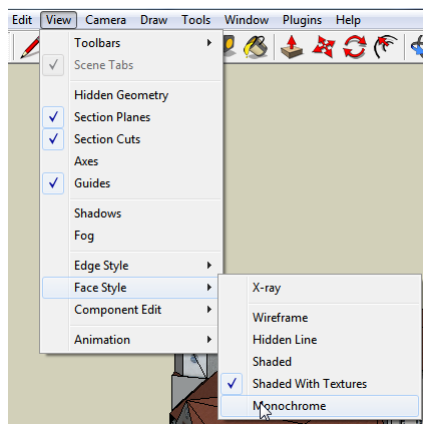 Edit View Camera Draw Tools Window Plugins Help
Toolbars
Scene Tabs
Hidden Geometry
Section Planes
Section Cuts
Axes
Guides
Shadows
Fog
Edge Style
Face Style
Component Edit
Animation
X-ray
Wireframe
Hidden Line
Shaded
Shaded With Textures
Monochrome